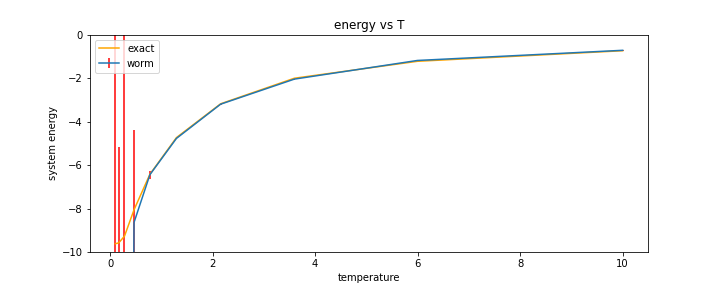 energy vs T
exact
worm
system energy
0
−2
−4
−6
−8
−10
0
2
4
6
8
10
temperature